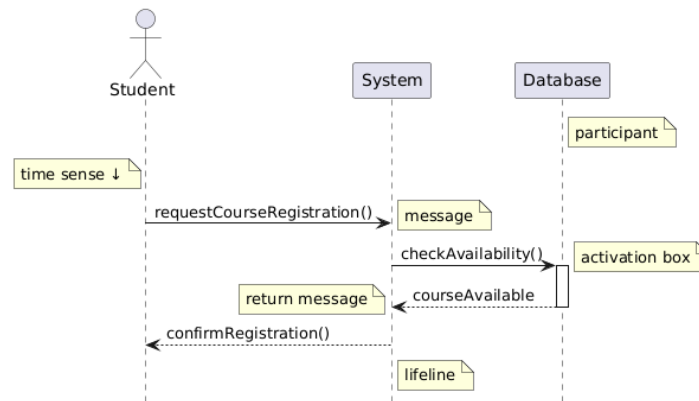 Student
System
Database
participant
time sense ↓
requestCourseRegistration()
message
checkAvailability()
activation box
return message
courseAvailable
confirmRegistration()
lifeline